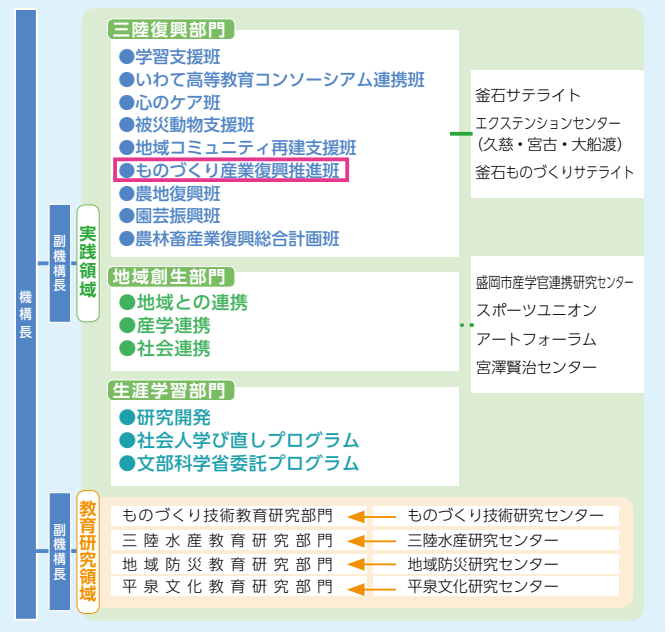 機構長
副機構長
実践領域
三陸復興部門
●学習支援班
●いわて高等教育コンソーシアム連携班
●心のケア班
●被災動物支援班
●地域コミュニティ再建支援班
●ものづくり産業復興推進班
●農地復興班
●園芸振興班
●農林畜産業復興総合計画班
釜石サテライト
エクステンションセンター
（久慈・宮古・大船渡）
釜石ものづくりサテライト
地域創生部門
●地域との連携
●産学連携
●社会連携
盛岡市産学官連携研究センター
スポーツユニオン
アートフォーラム
宮澤賢治センター
生涯学習部門
●研究開発
●社会人学び直しプログラム
●文部科学省委託プログラム
副機構長
教育研究領域
ものづくり技術教育研究部門 ものづくり技術研究センター
三陸水産教育研究部門 三陸水産研究センター
地域防災教育研究部門 地域防災研究センター
平泉文化教育研究部門 平泉文化研究センター